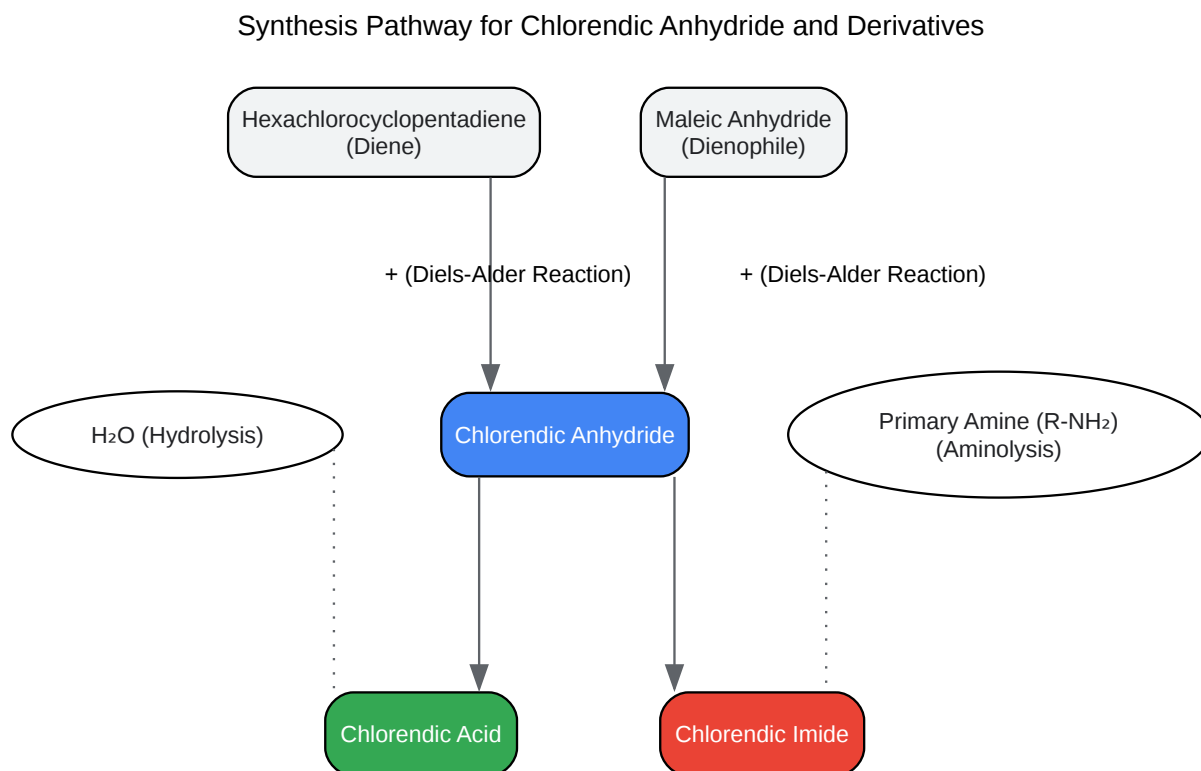 Synthesis Pathway for Chlorendic Anhydride and Derivatives
Hexachlorocyclopentadiene
(Diene)
Maleic Anhydride
(Dienophile)
+ (Diels-Alder Reaction)
+ (Diels-Alder Reaction)
H₂O (Hydrolysis)
Chlorendic Anhydride
Primary Amine (R-NH₂)
(Aminolysis)
Chlorendic Acid
Chlorendic Imide